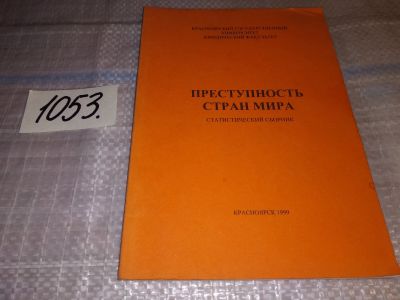 1053.
КРАСНОЯРСКИЙ ГОСУДАРСТВЕННЫЙ
УНИВЕРСИТЕТ
ЮРИДИЧЕСКИЙ ФАКУЛЬТЕТ
ПРЕСТУПНОСТЬ
СТРАН МИРА
СТАТИСТИЧЕСКИЙ СБОРНИК
КРАСНОЯРСК, 1999